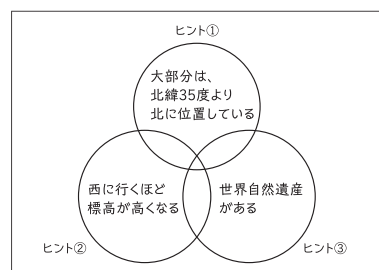 ヒント①
大部分は、
北緯35度より
北に位置している
西に行くほど
標高が高くなる
世界自然遺産
がある
ヒント②
ヒント③